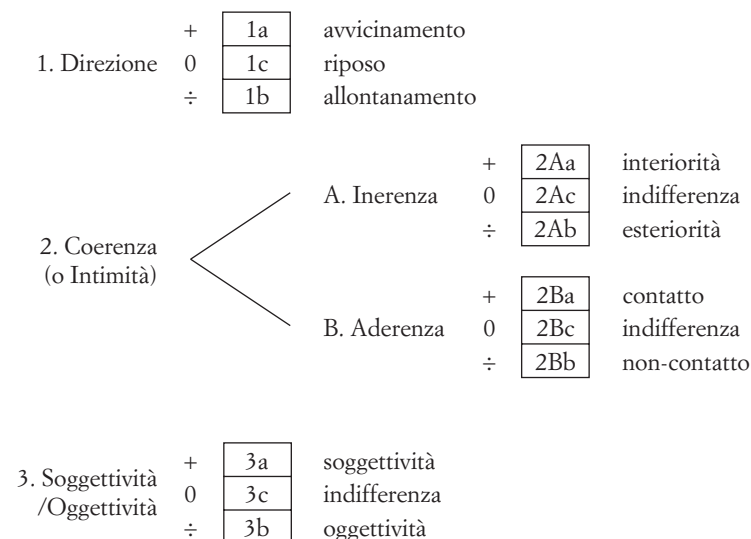 + 1a avvicinamento
1. Direzione 0 1c riposo
÷ 1b allontanamento
+ 2Aa interiorità
A. Inerenza 0 2Ac indifferenza
÷ 2Ab esteriorità
2. Coerenza
(o Intimità)
+ 2Ba contatto
B. Aderenza 0 2Bc indifferenza
÷ 2Bb non-contatto
+ 3a soggettività
3. Soggettività
/Oggettività
0 3c indifferenza
÷ 3b oggettività